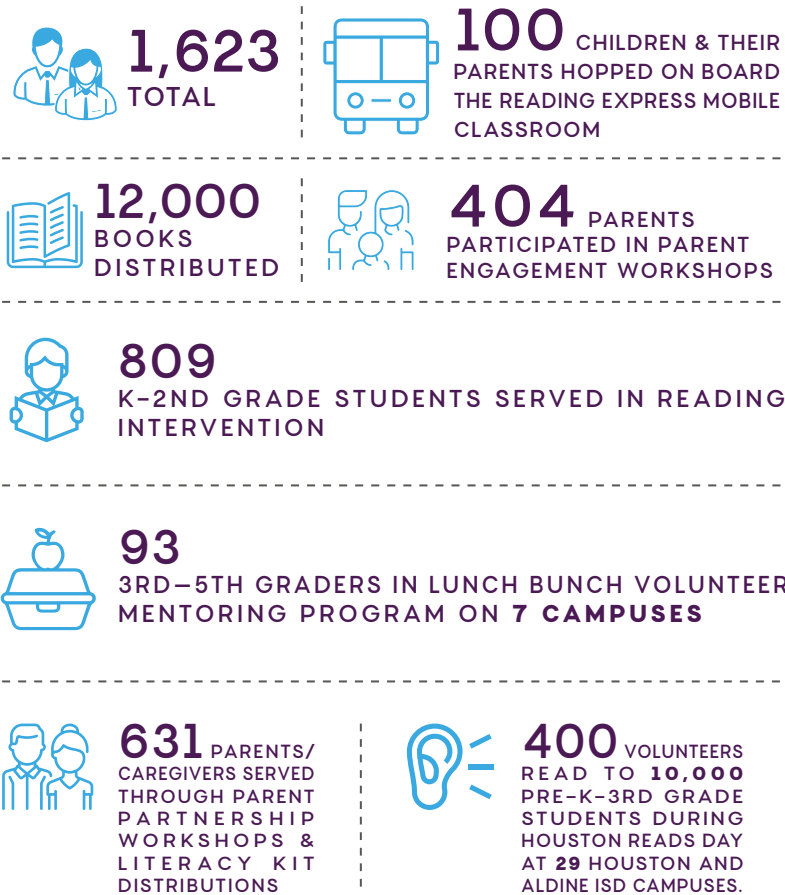 1,623
TOTAL
100 CHILDREN & THEIR
PARENTS HOPPED ON BOARD
THE READING EXPRESS MOBILE
CLASSROOM
12,000
BOOKS
DISTRIBUTED
404 PARENTS
PARTICIPATED IN PARENT
ENGAGEMENT WORKSHOPS
809
K–2ND GRADE STUDENTS SERVED IN READING
INTERVENTION
93
3RD–5TH GRADERS IN LUNCH BUNCH VOLUNTEER
MENTORING PROGRAM ON 7 CAMPUSES
631 PARENTS/
CAREGIVERS SERVED
THROUGH PARENT
PARTNERSHIP
WORKSHOPS &
LITERACY KIT
DISTRIBUTIONS
400 VOLUNTEERS
READ TO 10,000
PRE-K-3RD GRADE
STUDENTS DURING
HOUSTON READS DAY
AT 29 HOUSTON AND
ALDINE ISD CAMPUSES.